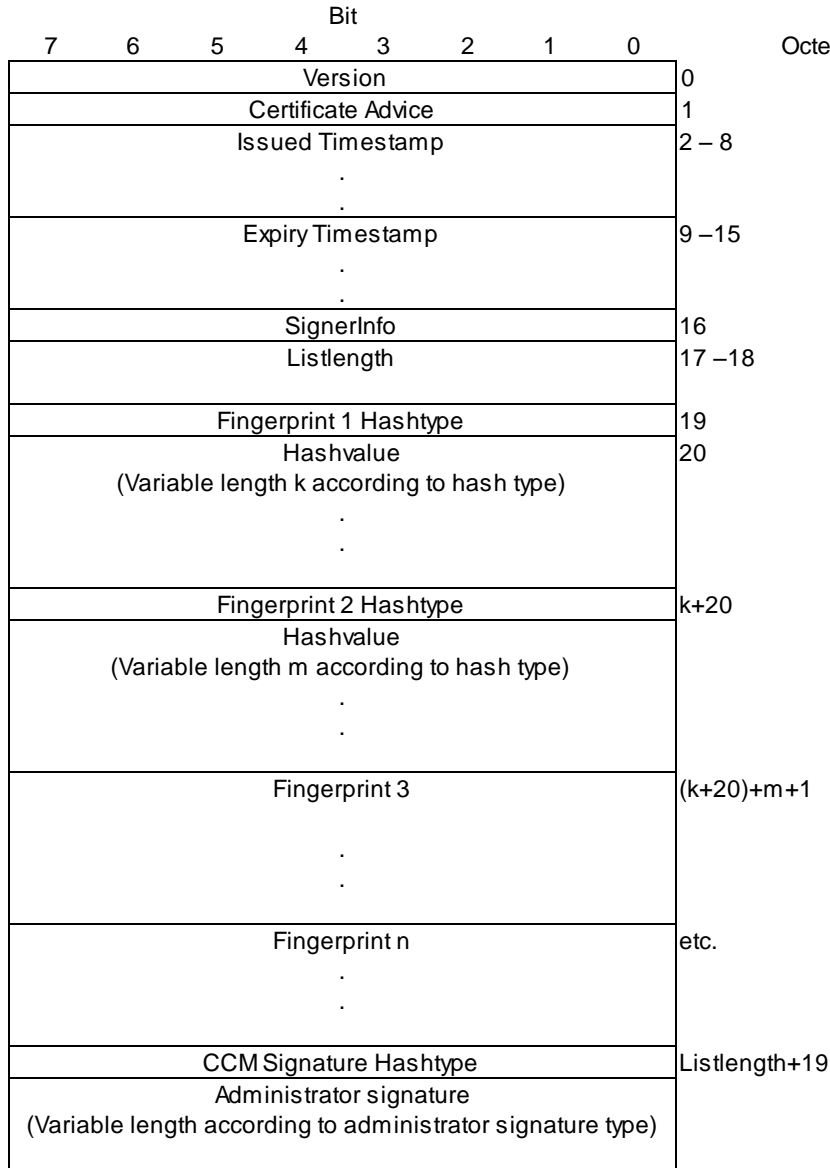 Bit
7 6 5 4 3 2 1 0 Octe
Version 0
Certificate Advice 1
Issued Timestamp 2 – 8
.
.
Expiry Timestamp 9 –15
.
.
SignerInfo 16
Listlength 17 –18
Fingerprint 1 Hashtype 19
Hashvalue 20
(Variable length k according to hash type)
.
.
Fingerprint 2 Hashtype k+20
Hashvalue
(Variable length m according to hash type)
.
.
Fingerprint 3 (k+20)+m+1
.
.
Fingerprint n etc.
.
.
CCM Signature Hashtype Listlength+19
Administrator signature
(Variable length according to administrator signature type)